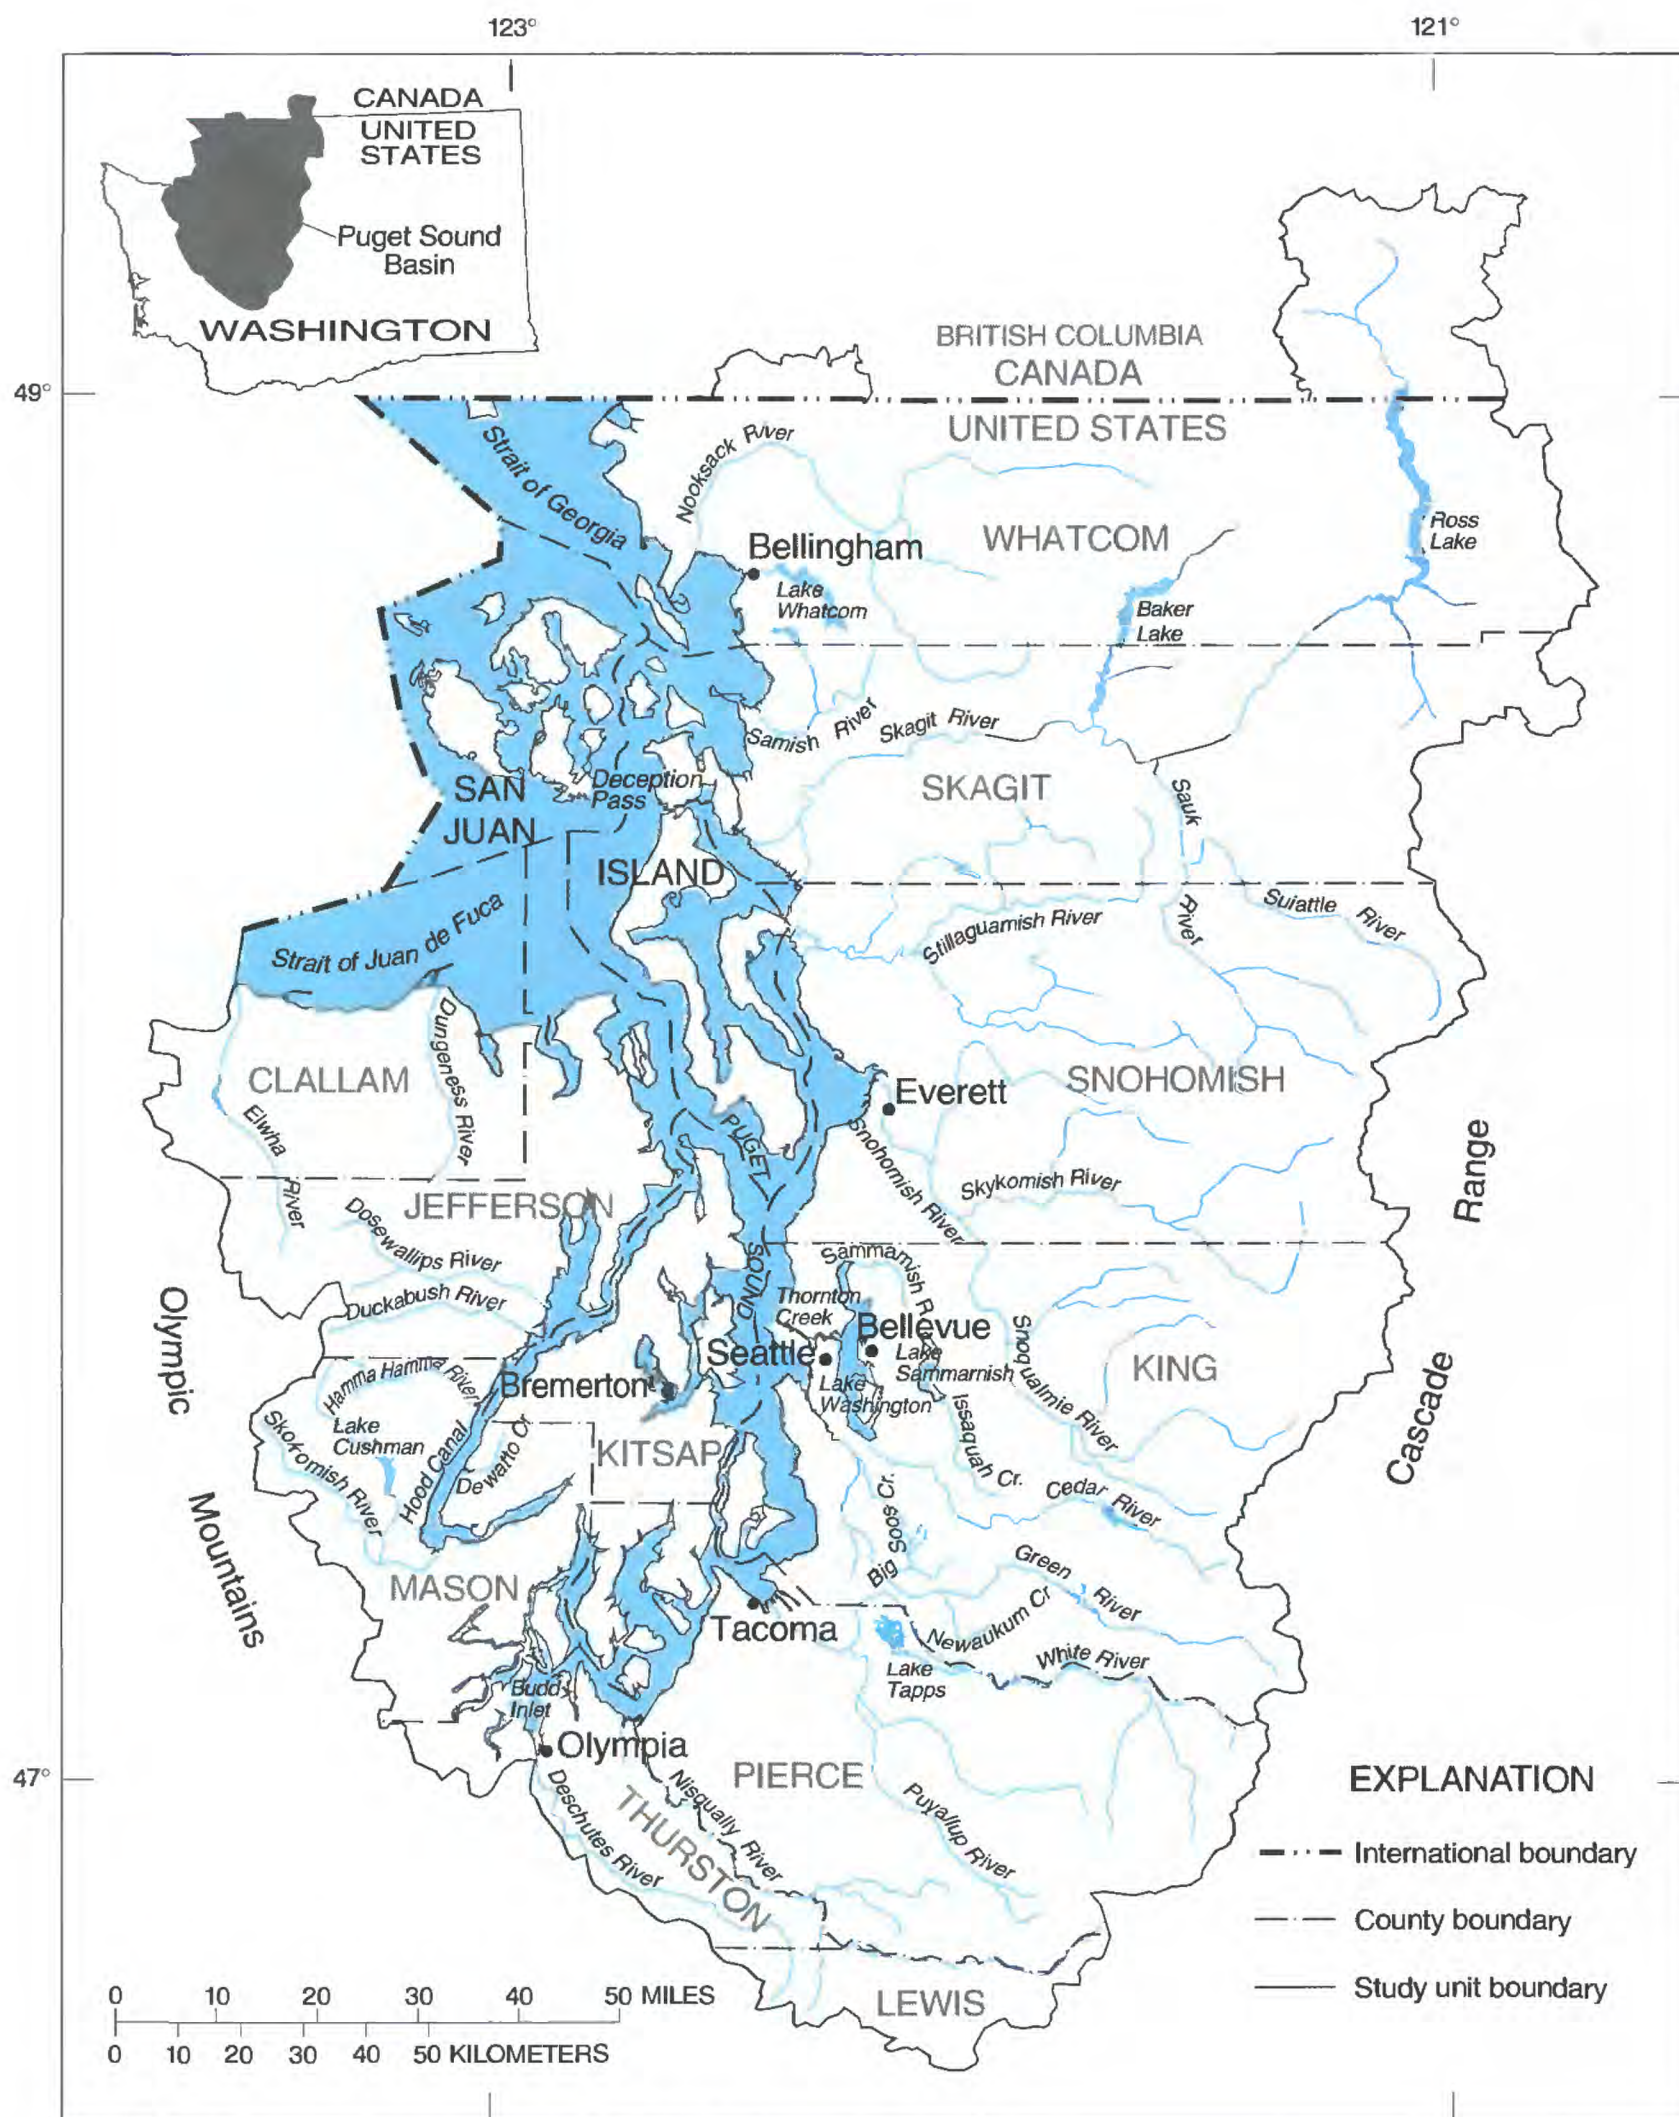 123°
121°
CANADA
UNITED
STATES
Puget Sound
Basin
WASHINGTON
BRITISH COLUMBIA
CANADA
49°
UNITED STATES
Strait of Georgia
Nooksack River
Ross
Lake
WHATCOM
Bellingham
Lake
Whatcom
Baker
Lake
Samish River
Skagit River
SAN
JUAN
Deception
Pass
SKAGIT
Sauk
River
ISLAND
Suiattle River
Stillaguamish River
Strait of Juan de Fuca
Dungeness River
CLALLAM
Everett
SNOHOMISH
Elwha
River
PUGET
SOUND
Snohomish River
Skykomish River
Range
Cascade
JEFFERSON
Dosewallips River
Sammamish R
Duckabush River
Thornton
Creek
Olympic
Mountains
Bellevue
Seattle
Lake
Sammarnish
Snoqualmie River
KING
Hamma Hamma River
Bremerton
Lake
Washington
Issaquah Cr.
Skokomish River
Lake
Cushman
Hood Canal
Dewatto Cr
KITSAP
Cedar River
Big Soos Cr.
Green River
MASON
Newaukum Cr
Tacoma
White River
Lake
Tapps
Budd
Inlet
Olympia
47°
PIERCE
EXPLANATION
Deschutes River
THURSTON
Nisqually River
Puyallup River
International boundary
County boundary
Study unit boundary
LEWIS
0 10 20 30 40 50 MILES
0 10 20 30 40 50 KILOMETERS